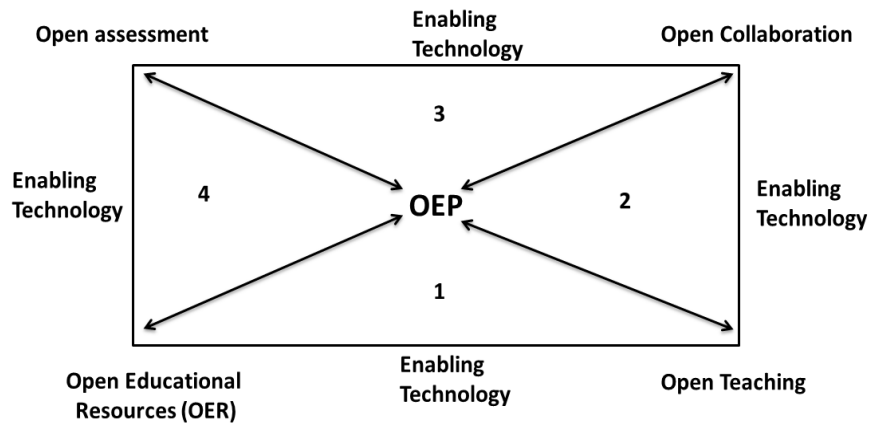 Open assessment
Enabling
Technology
Open Collaboration
3
Enabling
Technology
4
OEP
2
Enabling
Technology
1
Open Educational
Resources (OER)
Enabling
Technology
Open Teaching